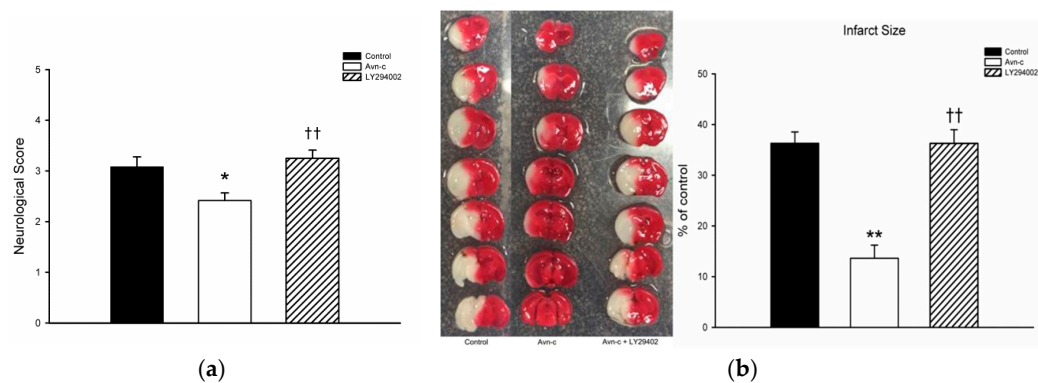 Control
Avn-c
LY294002
5
4
3
2
1
0
Neurological Score
*
††
(a)
Control
Avn-c
Avn-c + LY29402
Infarct Size
Control
Avn-c
LY294002
50
40
30
20
10
0
% of control
**
††
(b)